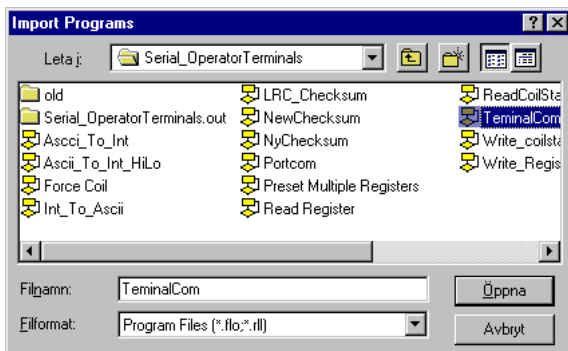 Import Programs
Leta i:
Serial_OperatorTerminals
old
Serial_OperatorTerminals.out
Ascci_To_Int
Ascii_To_Int_HiLo
Force Coil
Int_To_Ascii
LRC_Checksum
NewChecksum
NyChecksum
Portcom
Preset Multiple Registers
Read Register
ReadCoilSta
TeminalCom
Write_coilsta
Write_Regis
Filnamn:
TeminalCom
Öppna
Filformat:
Program Files (*.flo;*.rll)
Avbryt